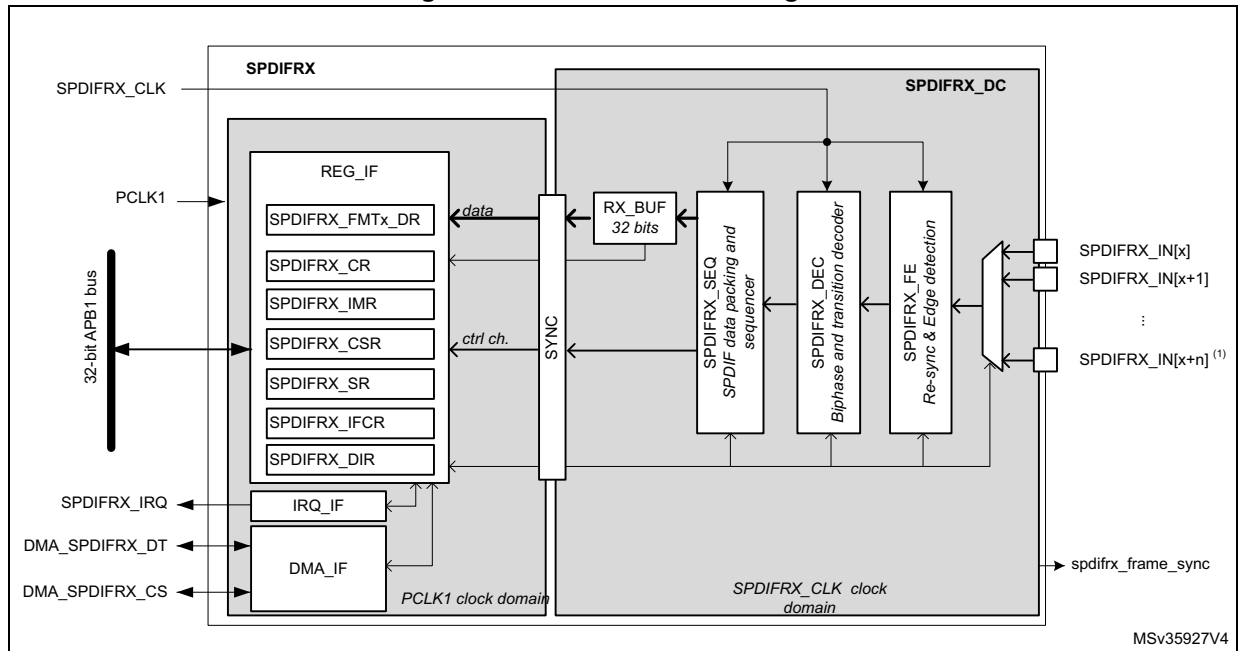 SPDIFRX
SPDIFRX_DC
SPDIFRX_CLK
PCLK1
32-bit APB1 bus
REG_IF
SPDIFRX_FMTx_DR
SPDIFRX_CR
SPDIFRX_IMR
SPDIFRX_CSR
SPDIFRX_SR
SPDIFRX_IFCR
SPDIFRX_DIR
data
ctrl ch.
SYNC
RX_BUF
32 bits
SPDIFRX_SEQ
SPDIF data packing and
sequencer
SPDIFRX_DEC
Biphase and transition decoder
SPDIFRX_FE
Re-sync & Edge detection
SPDIFRX_IN[x]
SPDIFRX_IN[x+1]
...
SPDIFRX_IN[x+n] (1)
SPDIFRX_IRQ
IRQ_IF
DMA_SPDIFRX_DT
DMA_IF
DMA_SPDIFRX_CS
PCLK1 clock domain
SPDIFRX_CLK clock
domain
spdifrx_frame_sync
MSv35927V4